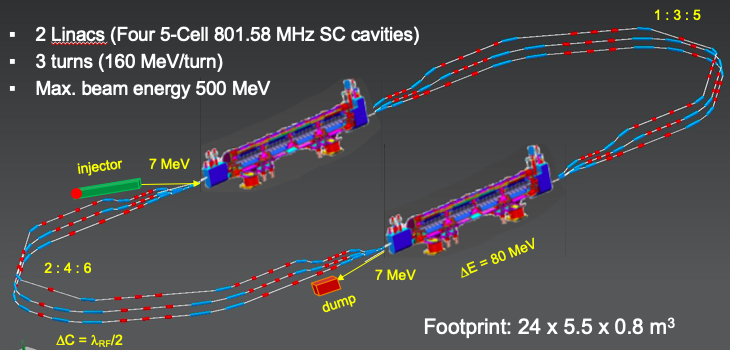 ▪ 2 Linacs (Four 5-Cell 801.58 MHz SC cavities)
▪ 3 turns (160 MeV/turn)
▪ Max. beam energy 500 MeV
1 : 3 : 5
injector
7 MeV
2 : 4 : 6
7 MeV
ΔE = 80 MeV
dump
Footprint: 24 x 5.5 x 0.8 m³
ΔC = λRF/2